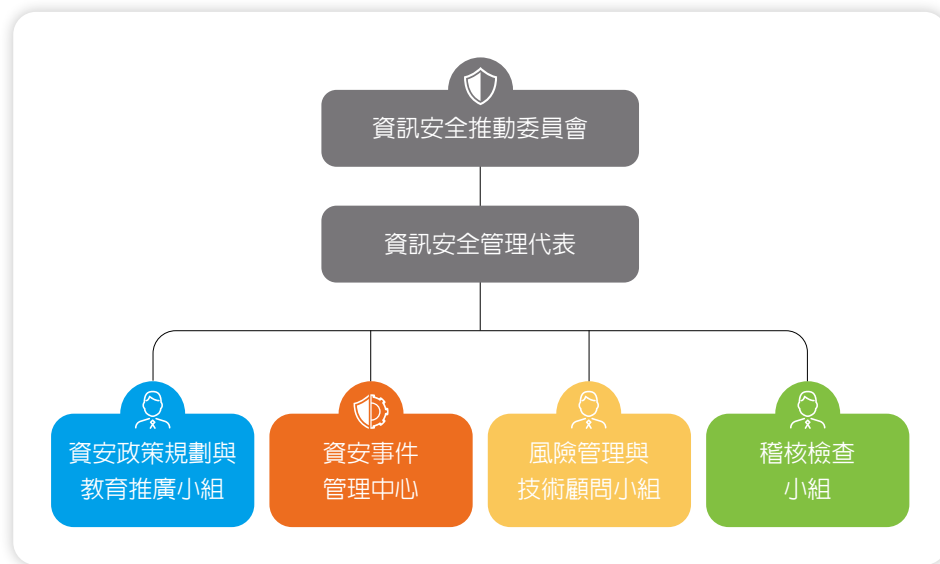 資訊安全推動委員會
資訊安全管理代表
資安政策規劃與
教育推廣小組
資安事件
管理中心
風險管理與
技術顧問小組
稽核檢查
小組